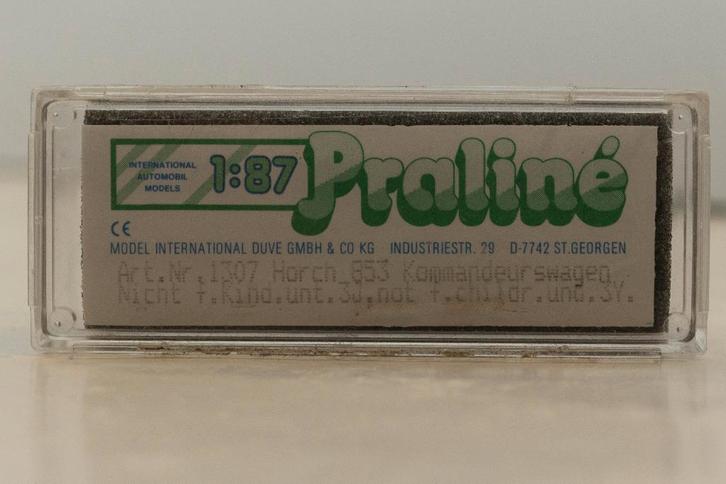 INTERNATIONAL
AUTOMOBIL
MODELS
1:87
Praliné
CE
MODEL INTERNATIONAL DUVE GMBH & CO KG INDUSTRIESTR. 29 D-7742 ST.GEORGEN
Art.Nr.1307 Horch 853 Kommandeurswagen
Nicht f.Kind.unt.3J.not f.childr.und.3Y.